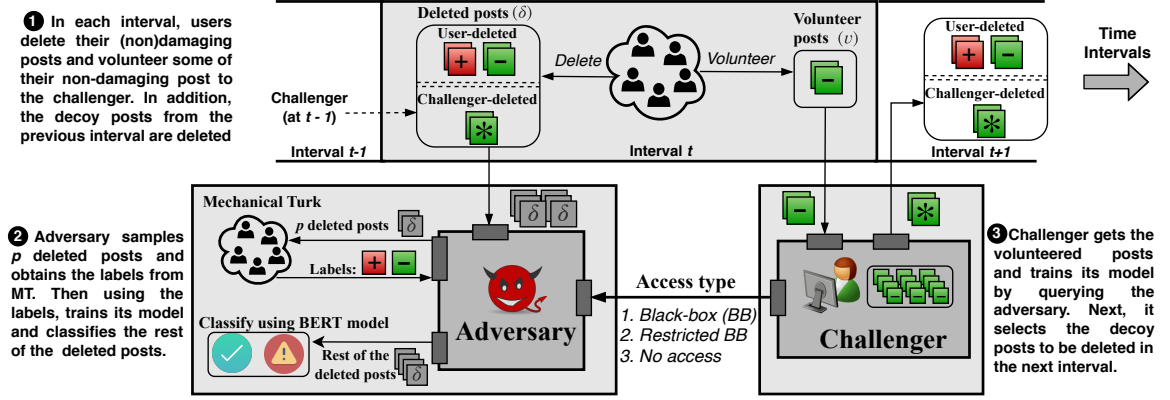 1 In each interval, users
delete their (non)damaging
posts and volunteer some of
their non-damaging post to
the challenger. In addition,
the decoy posts from the
previous interval are deleted
Deleted posts (δ)
User-deleted
+ −
Challenger-deleted
*
Challenger
(at t - 1)
Delete
Volunteer
Volunteer
posts (υ)
−
User-deleted
+ −
Challenger-deleted
*
Time
Intervals
Interval t-1
Interval t
Interval t+1
2 Adversary samples
p deleted posts and
obtains the labels from
MT. Then using the
labels, trains its model
and classifies the rest
of the deleted posts.
Mechanical Turk
p deleted posts δ
δ δ
Labels: + −
Classify using BERT model
Rest of the
deleted posts δ
Adversary
Access type
1. Black-box (BB)
2. Restricted BB
3. No access
− *
− − −
Challenger
3 Challenger gets the
volunteered posts
and trains its model
by querying the
adversary. Next, it
selects the decoy
posts to be deleted in
the next interval.